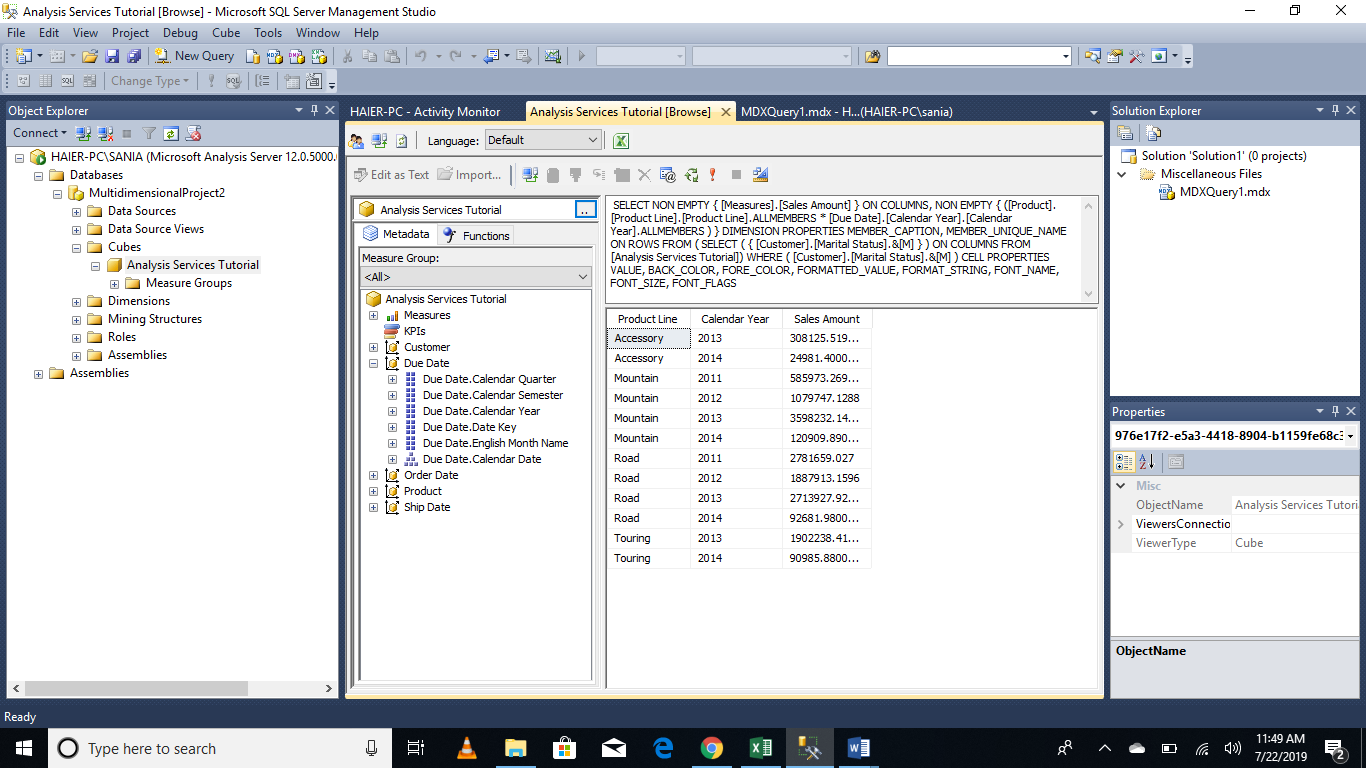 Analysis Services Tutorial [Browse] - Microsoft SQL Server Management Studio
File Edit View Project Debug Cube Tools Window Help
New Query
Change Type
Object Explorer
Connect
HAIER-PC\SANIA (Microsoft Analysis Server 12.0.5000.
Databases
MultidimensionalProject2
Data Sources
Data Source Views
Cubes
Analysis Services Tutorial
Measure Groups
Dimensions
Mining Structures
Roles
Assemblies
Assemblies
HAIER-PC - Activity Monitor
Analysis Services Tutorial [Browse]
MDXQuery1.mdx - H...(HAIER-PC\sania)
Language: Default
Edit as Text Import...
Analysis Services Tutorial ..
Metadata Functions
Measure Group:
<All>
Analysis Services Tutorial
Measures
KPIs
Customer
Due Date
Due Date.Calendar Quarter
Due Date.Calendar Semester
Due Date.Calendar Year
Due Date.Date Key
Due Date.English Month Name
Due Date.Calendar Date
Order Date
Product
Ship Date
SELECT NON EMPTY { [Measures].[Sales Amount] } ON COLUMNS, NON EMPTY { ([Product].
[Product Line].[Product Line].ALLMEMBERS * [Due Date].[Calendar Year].[Calendar
Year].ALLMEMBERS ) } DIMENSION PROPERTIES MEMBER_CAPTION, MEMBER_UNIQUE_NAME
ON ROWS FROM ( SELECT ( { [Customer].[Marital Status].&[M] } ) ON COLUMNS FROM
[Analysis Services Tutorial]) WHERE ( [Customer].[Marital Status].&[M] ) CELL PROPERTIES
VALUE, BACK_COLOR, FORE_COLOR, FORMATTED_VALUE, FORMAT_STRING, FONT_NAME,
FONT_SIZE, FONT_FLAGS
Product Line Calendar Year Sales Amount
Accessory 2013 308125.519...
Accessory 2014 24981.4000...
Mountain 2011 585973.269...
Mountain 2012 1079747.1288
Mountain 2013 3598232.14...
Mountain 2014 120909.890...
Road 2011 2781659.027
Road 2012 1887913.1596
Road 2013 2713927.92...
Road 2014 92681.9800...
Touring 2013 1902238.41...
Touring 2014 90985.8800...
Solution Explorer
Solution 'Solution1' (0 projects)
Miscellaneous Files
MDXQuery1.mdx
Properties
976e17f2-e5a3-4418-8904-b1159fe68c3
Misc
ObjectName Analysis Services Tutori
ViewersConnectio
ViewerType Cube
ObjectName
Ready
Type here to search
11:49 AM
7/22/2019
2